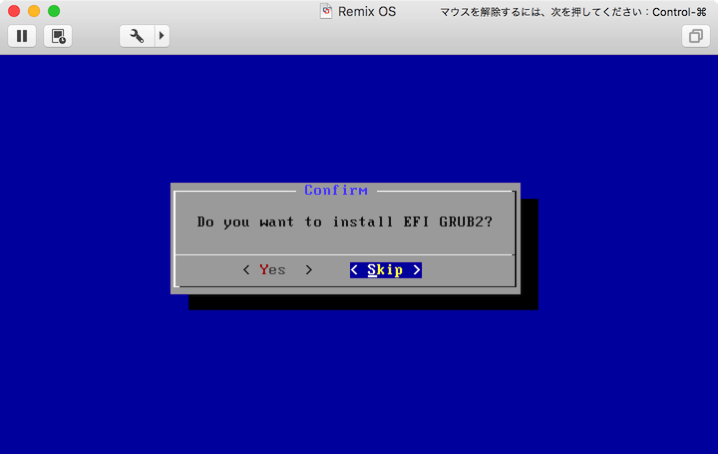 Remix OS
マウスを解除するには、次を押してください：Control-⌘
Confirm
Do you want to install EFI GRUB2?
< Yes > < Skip >